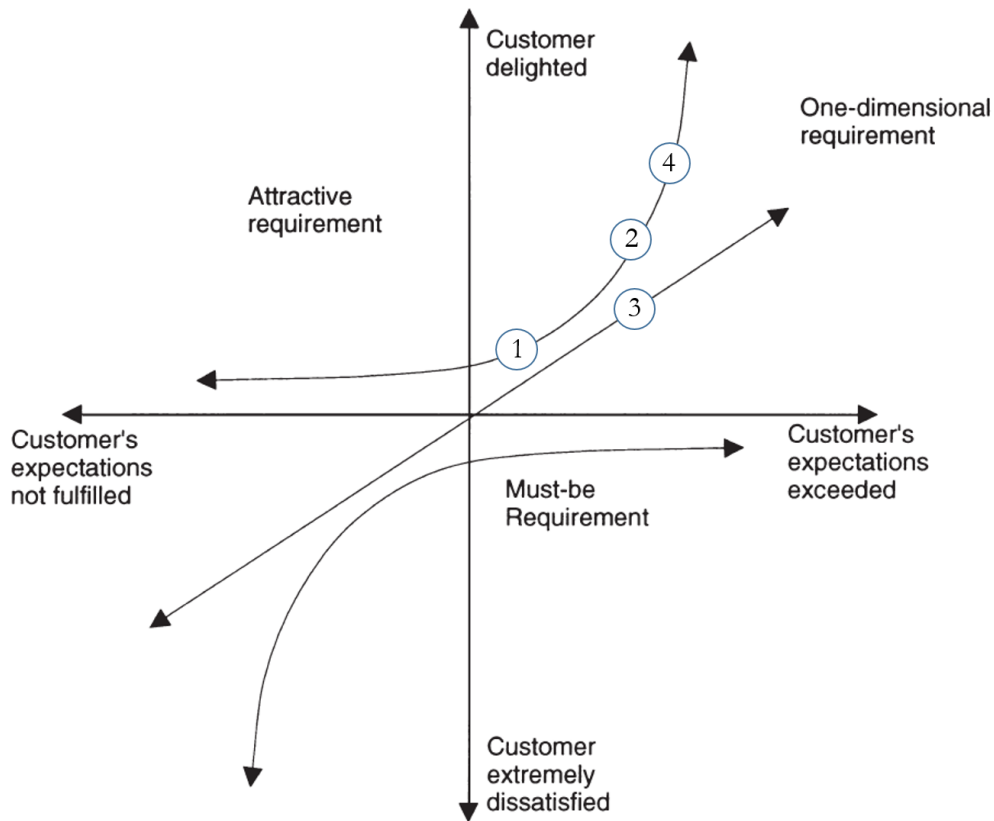 Customer
delighted
One-dimensional
requirement
4
Attractive
requirement
2
3
1
Customer's
expectations
not fulfilled
Customer's
expectations
exceeded
Must-be
Requirement
Customer
extremely
dissatisfied